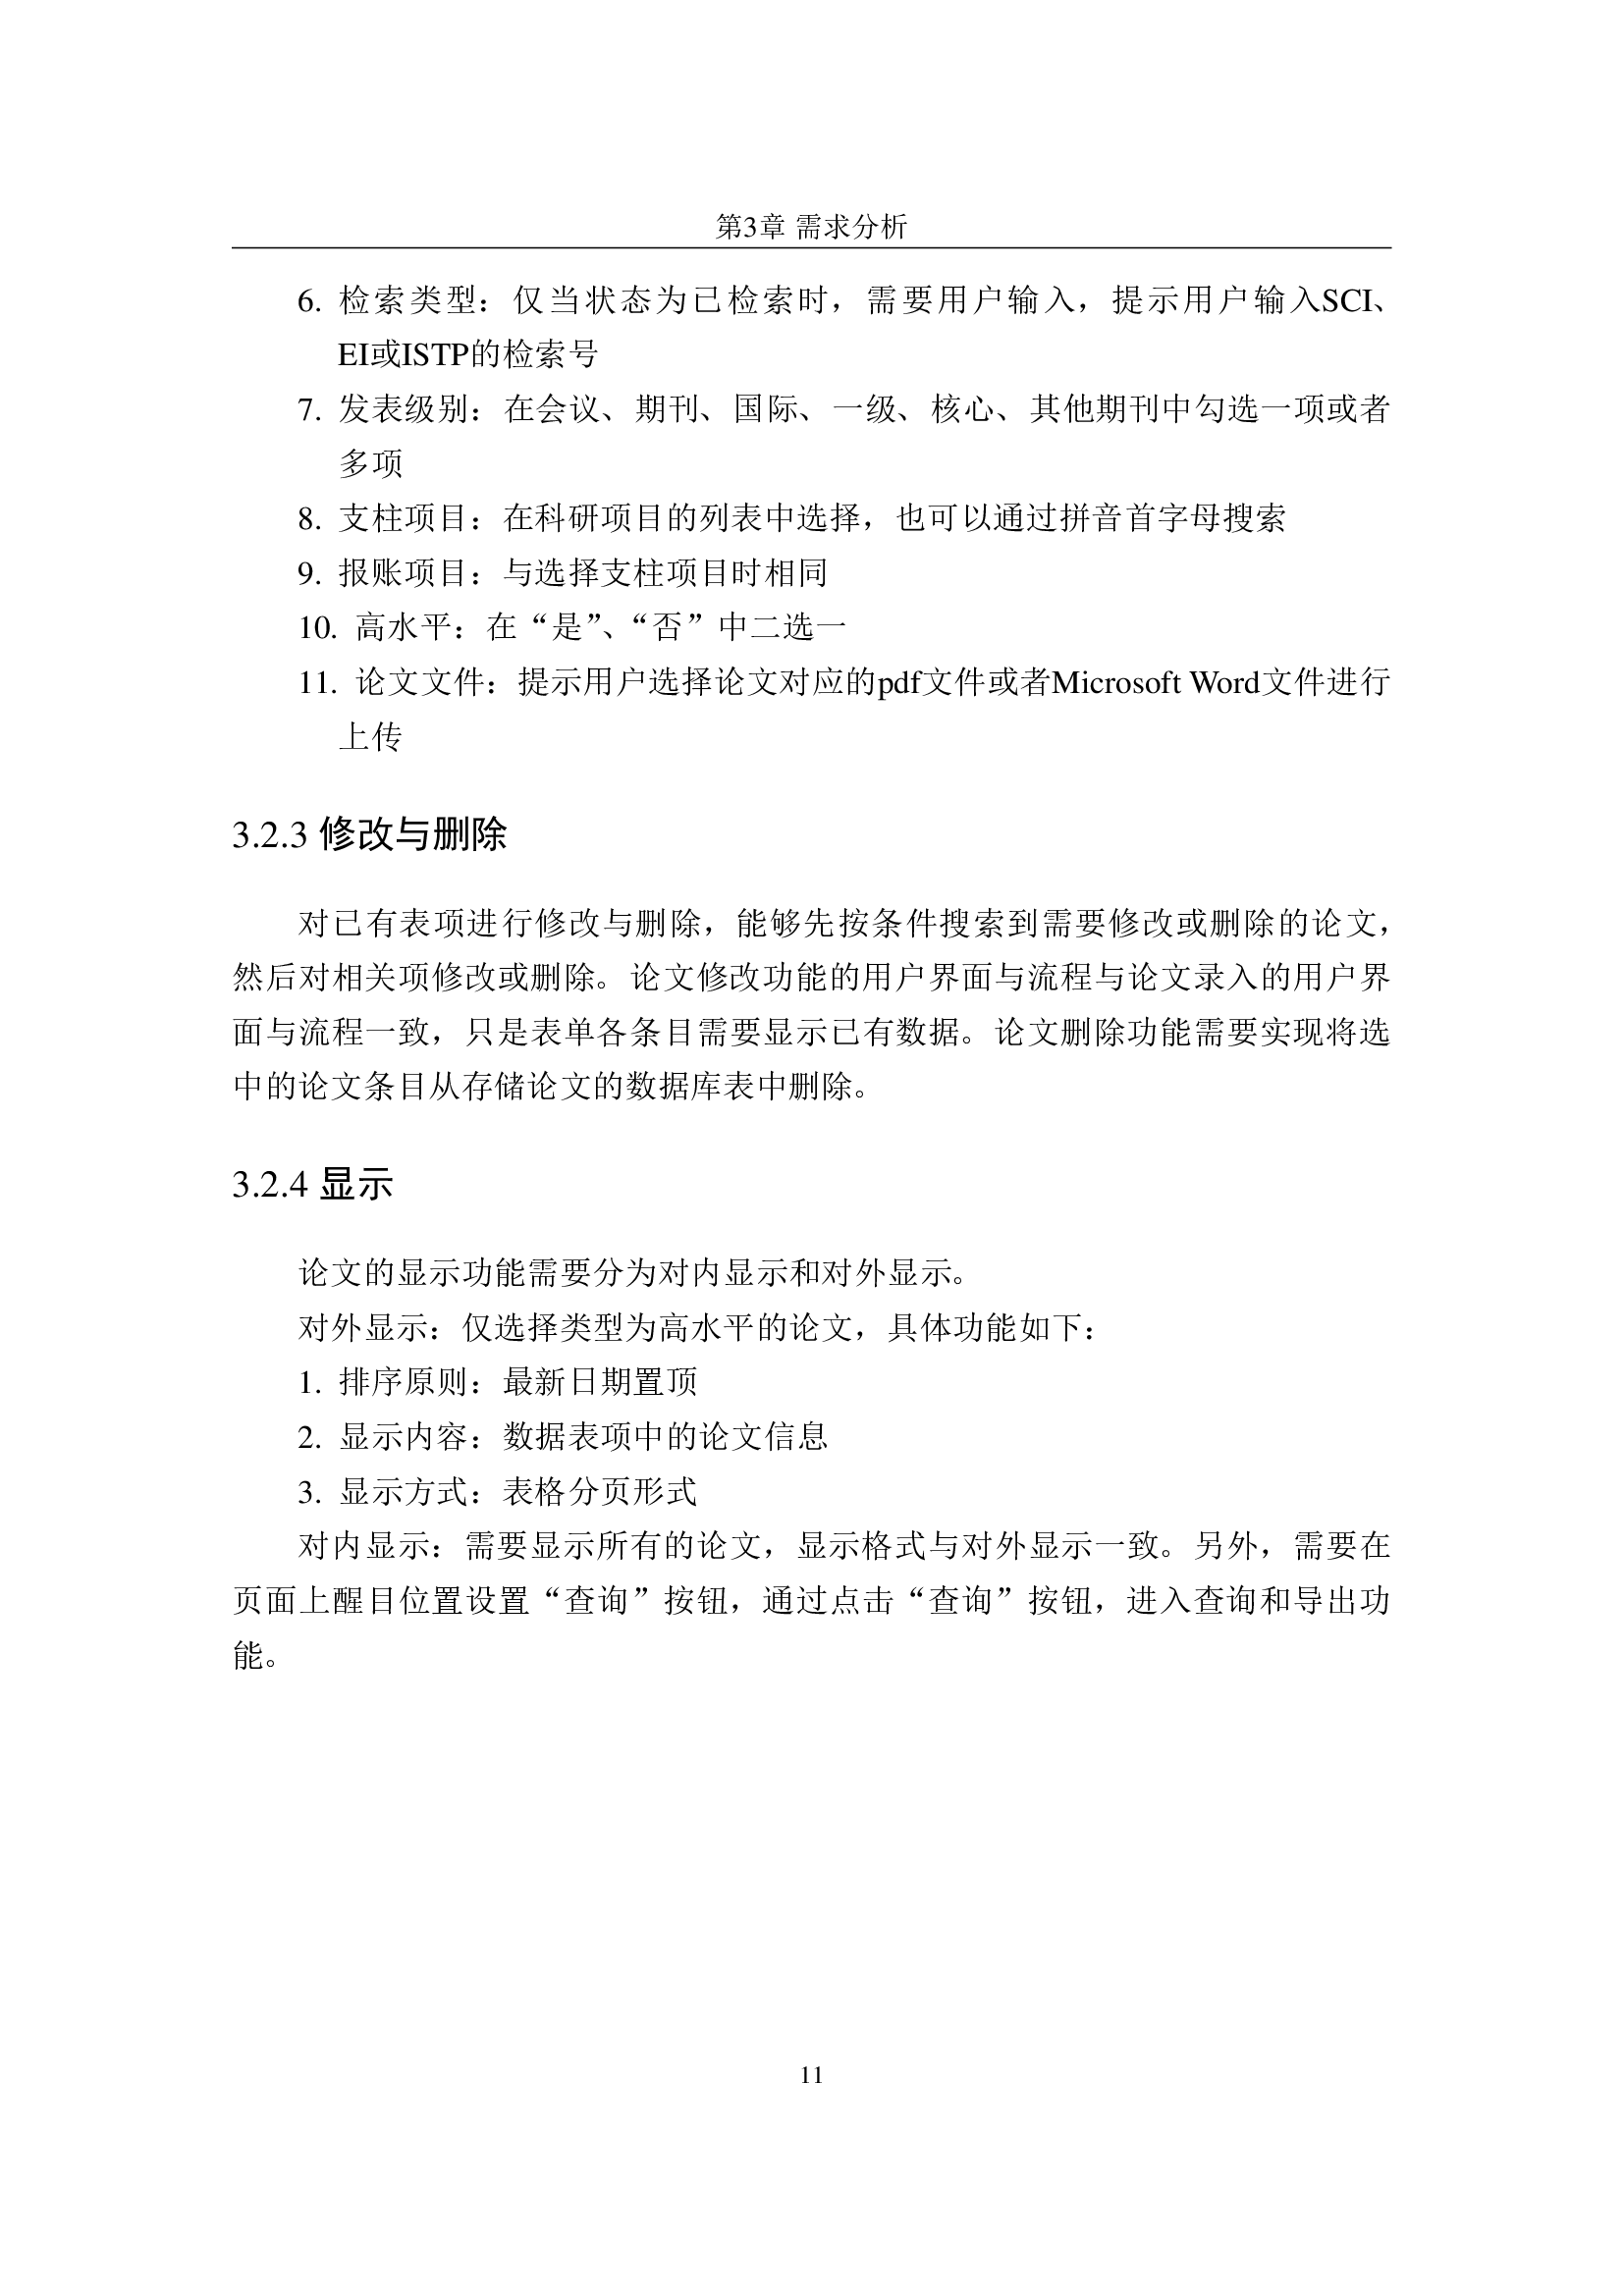 第3章 需求分析
6. 检索类型：仅当状态为已检索时，需要用户输入，提示用户输入SCI、
EI或ISTP的检索号
7. 发表级别：在会议、期刊、国际、一级、核心、其他期刊中勾选一项或者
多项
8. 支柱项目：在科研项目的列表中选择，也可以通过拼音首字母搜索
9. 报账项目：与选择支柱项目时相同
10. 高水平：在“是”、“否”中二选一
11. 论文文件：提示用户选择论文对应的pdf文件或者Microsoft Word文件进行
上传
3.2.3 修改与删除
对已有表项进行修改与删除，能够先按条件搜索到需要修改或删除的论文，
然后对相关项修改或删除。论文修改功能的用户界面与流程与论文录入的用户界
面与流程一致，只是表单各条目需要显示已有数据。论文删除功能需要实现将选
中的论文条目从存储论文的数据库表中删除。
3.2.4 显示
论文的显示功能需要分为对内显示和对外显示。
对外显示：仅选择类型为高水平的论文，具体功能如下：
1. 排序原则：最新日期置顶
2. 显示内容：数据表项中的论文信息
3. 显示方式：表格分页形式
对内显示：需要显示所有的论文，显示格式与对外显示一致。另外，需要在
页面上醒目位置设置“查询”按钮，通过点击“查询”按钮，进入查询和导出功
能。
11